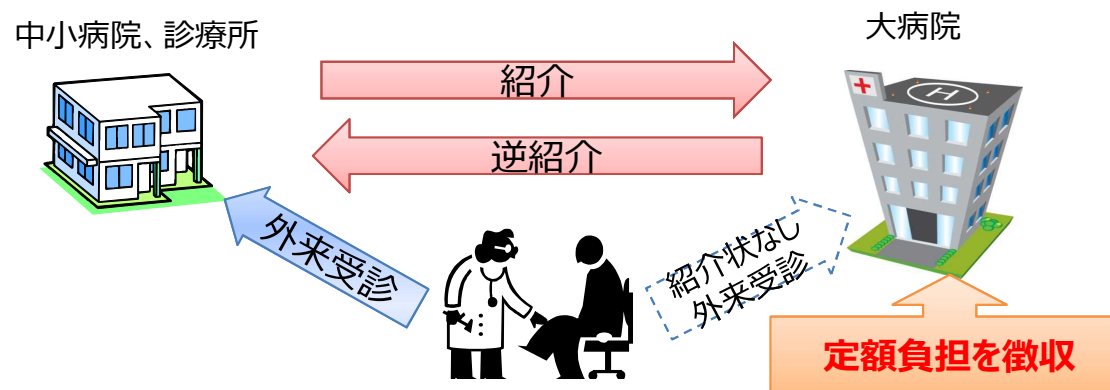 中小病院、診療所
大病院
紹介
逆紹介
外来受診
紹介状なし
外来受診
定額負担を徴収
H